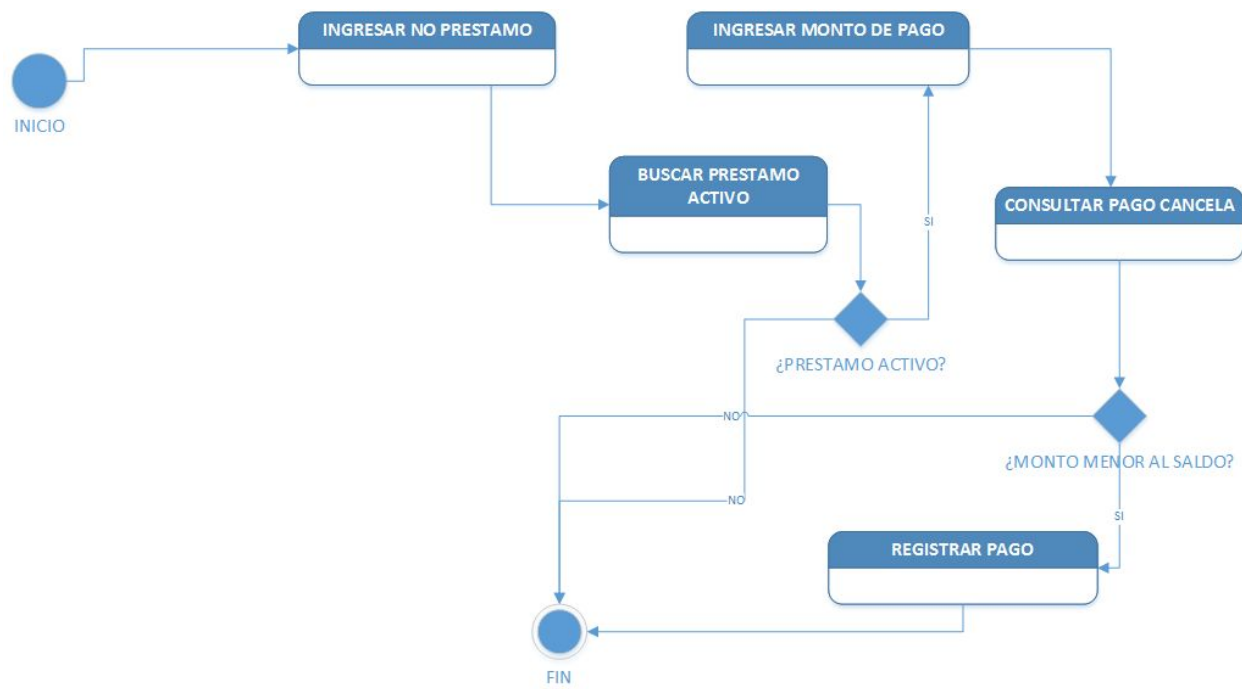 INGRESAR NO PRESTAMO
INGRESAR MONTO DE PAGO
INICIO
BUSCAR PRESTAMO
ACTIVO
CONSULTAR PAGO CANCELA
SI
¿PRESTAMO ACTIVO?
NO
¿MONTO MENOR AL SALDO?
NO
SI
REGISTRAR PAGO
FIN